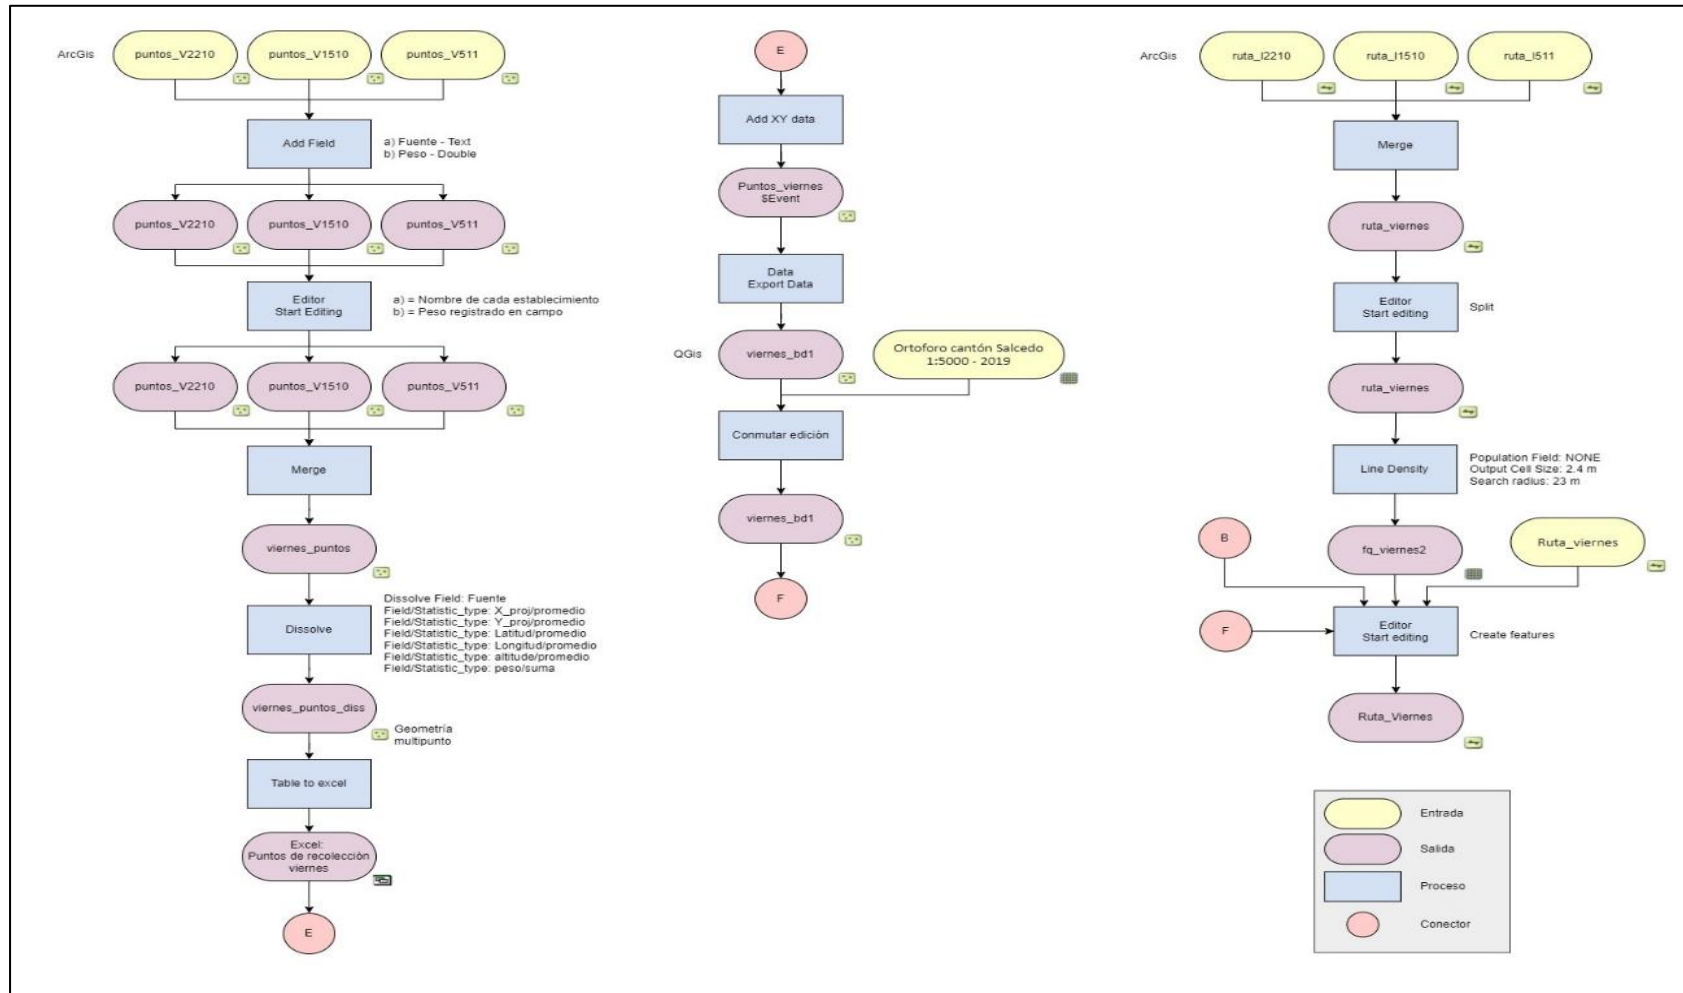 ArcGis
puntos_V2210
puntos_V1510
puntos_V511
Add Field
a) Fuente - Text
b) Peso - Double
puntos_V2210
puntos_V1510
puntos_V511
Editor
Start Editing
a) = Nombre de cada establecimiento
b) = Peso registrado en campo
puntos_V2210
puntos_V1510
puntos_V511
Merge
viernes_puntos
Dissolve
Dissolve Field: Fuente
Field/Statistic_type: X_proj/promedio
Field/Statistic_type: Y_proj/promedio
Field/Statistic_type: Latitud/promedio
Field/Statistic_type: Longitud/promedio
Field/Statistic_type: altitude/promedio
Field/Statistic_type: peso/suma
viernes_puntos_diss
Geometría
multipunto
Table to excel
Excel:
Puntos de recolección
viernes
E
E
Add XY data
Puntos_viernes
$Event
Data
Export Data
QGis
viernes_bd1
Ortoforo cantón Salcedo
1:5000 - 2019
Conmutar edición
viernes_bd1
F
ArcGis
ruta_I2210
ruta_I1510
ruta_I511
Merge
ruta_viernes
Editor
Start editing
Split
ruta_viernes
Line Density
Population Field: NONE
Output Cell Size: 2.4 m
Search radius: 23 m
B
fq_viernes2
Ruta_viernes
F
Editor
Start editing
Create features
Ruta_Viernes
Entrada
Salida
Proceso
Conector